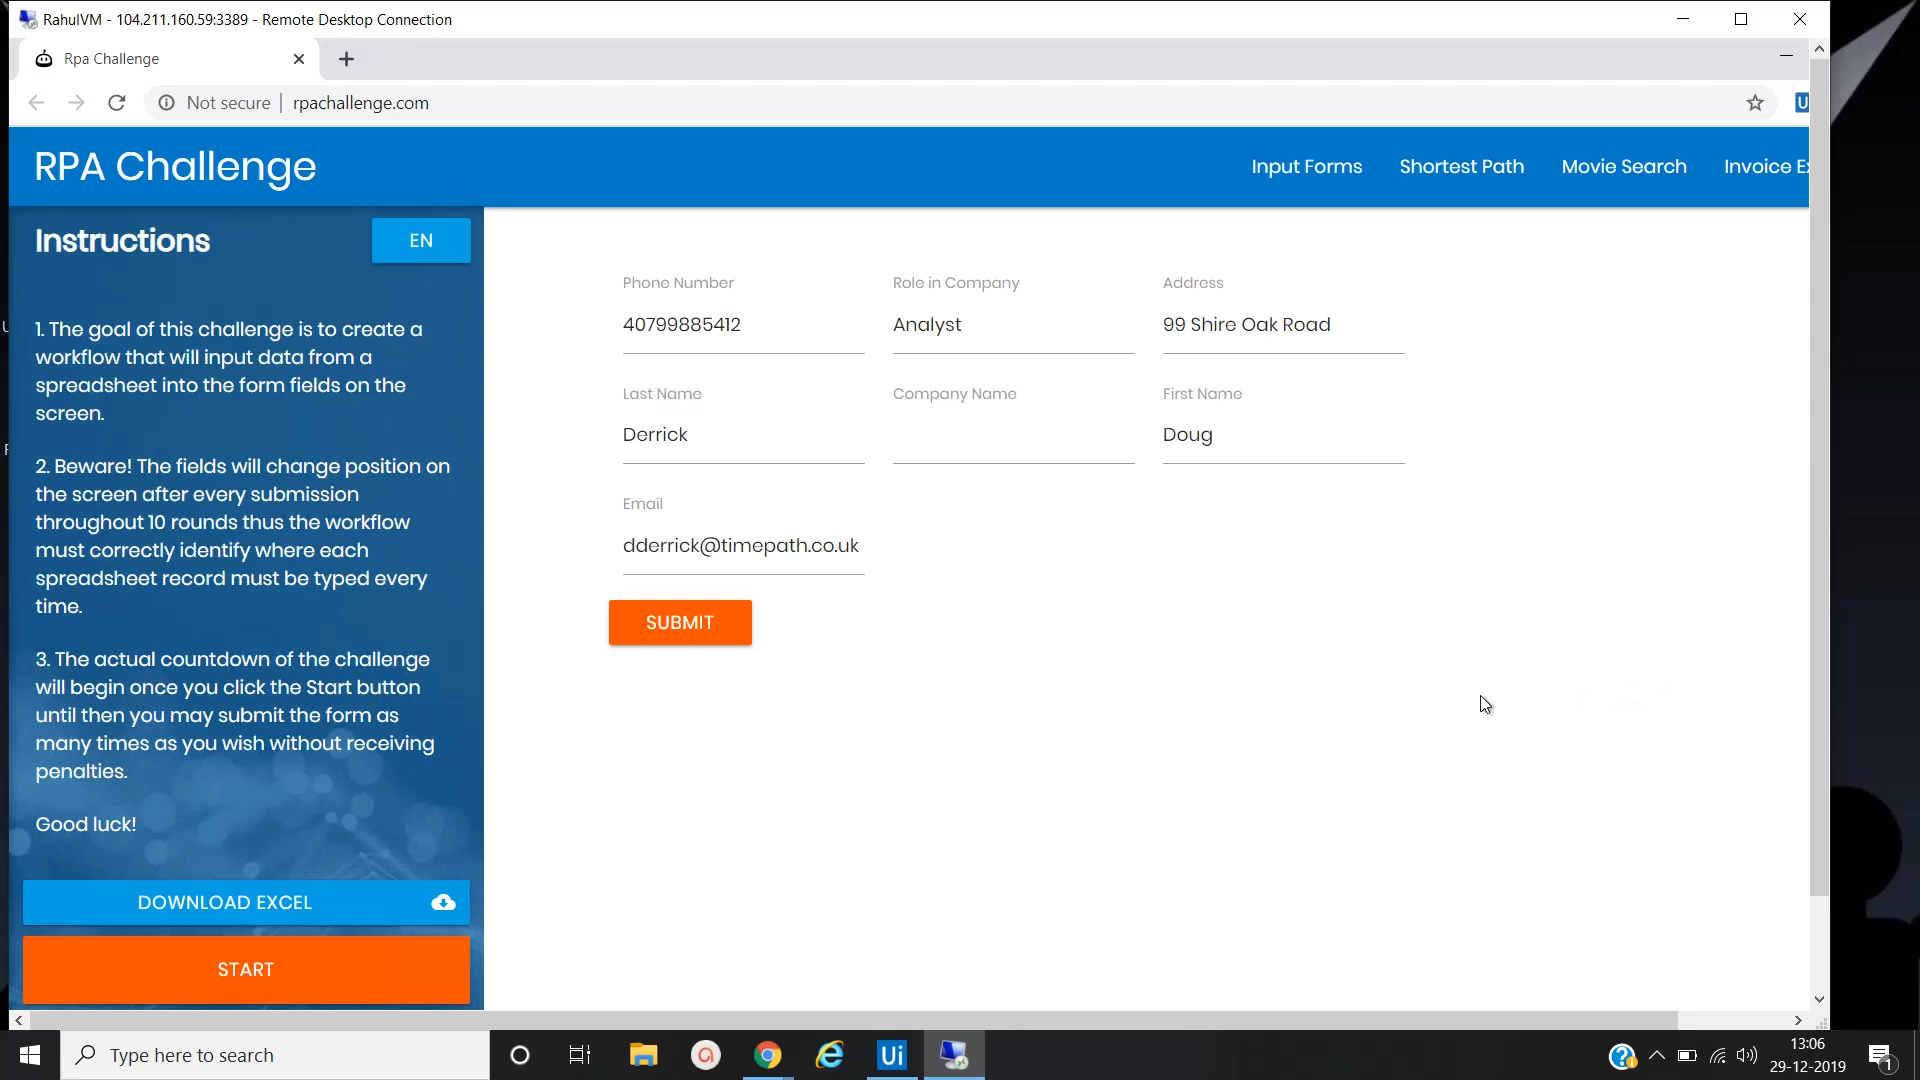 RahulVM - 104.211.160.59:3389 - Remote Desktop Connection
Rpa Challenge
Not secure | rpachallenge.com
U
RPA Challenge
Input Forms
Shortest Path
Movie Search
Invoice Ex
Instructions
EN
1. The goal of this challenge is to create a
workflow that will input data from a
spreadsheet into the form fields on the
screen.
2. Beware! The fields will change position on
the screen after every submission
throughout 10 rounds thus the workflow
must correctly identify where each
spreadsheet record must be typed every
time.
3. The actual countdown of the challenge
will begin once you click the Start button
until then you may submit the form as
many times as you wish without receiving
penalties.
Good luck!
DOWNLOAD EXCEL
START
Phone Number
Role in Company
Address
40799885412
Analyst
99 Shire Oak Road
Last Name
Company Name
First Name
Derrick
Doug
Email
dderrick@timepath.co.uk
SUBMIT
Type here to search
Ui
13:06
29-12-2019
1